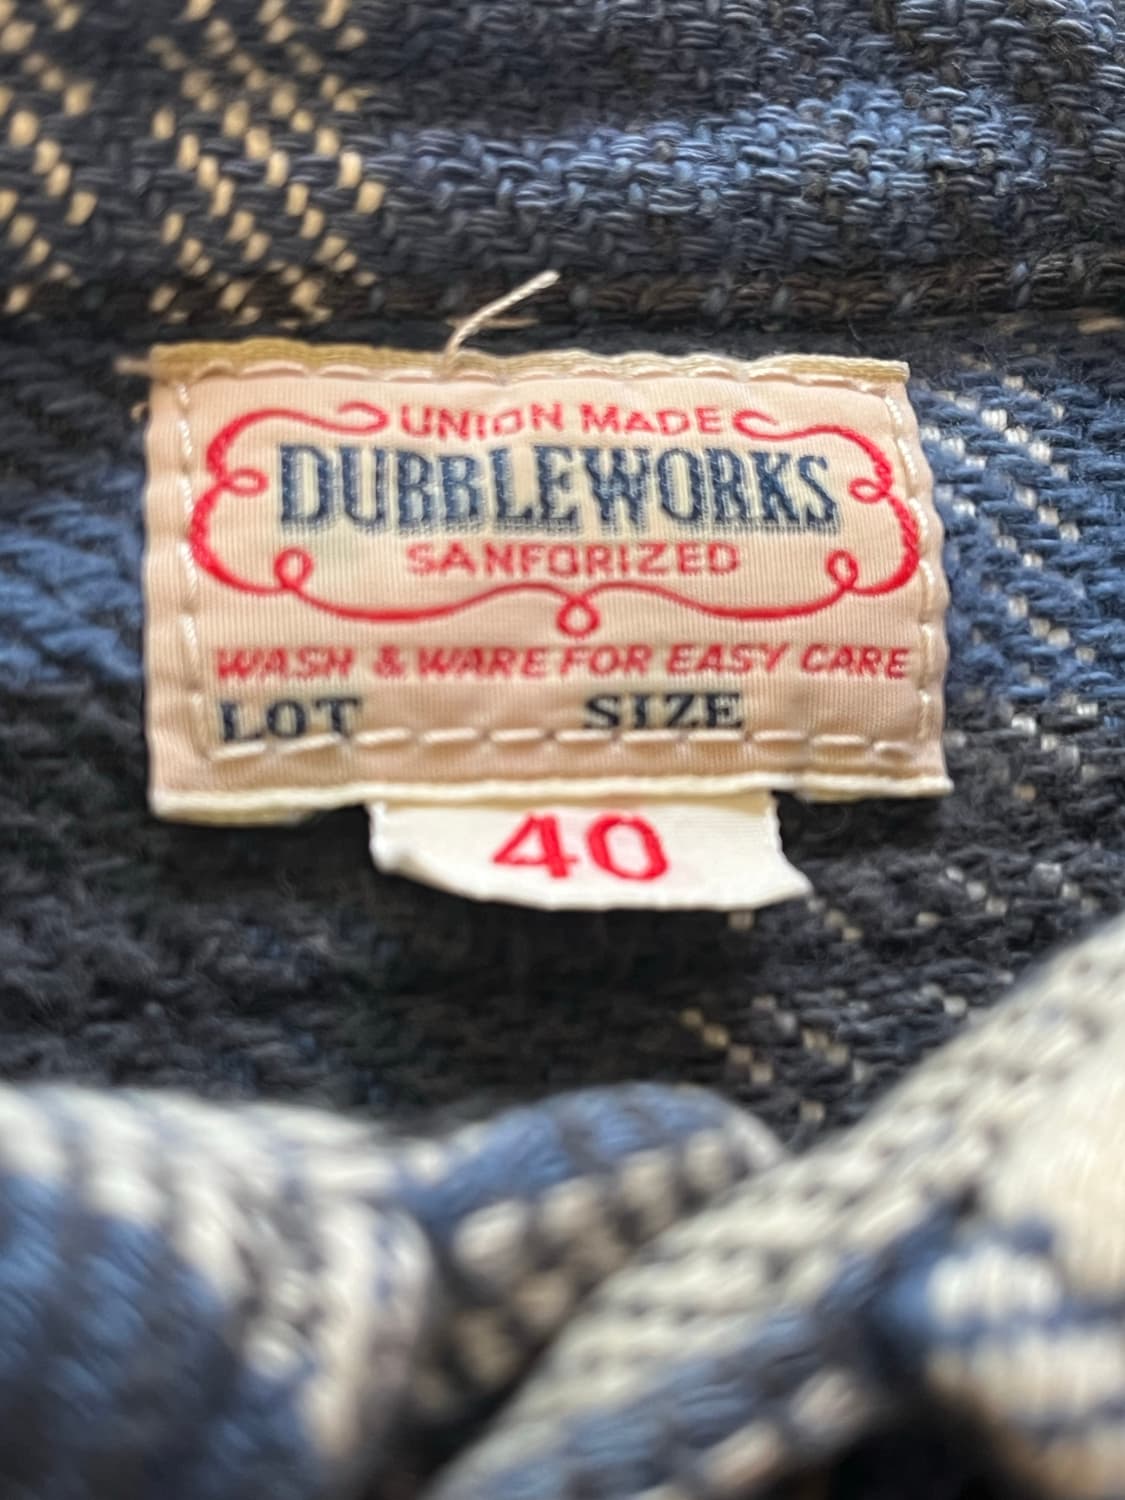 UNION MADE
DUBBLEWORKS
SANFORIZED
WASH & WARE FOR EASY CARE
LOT SIZE
40